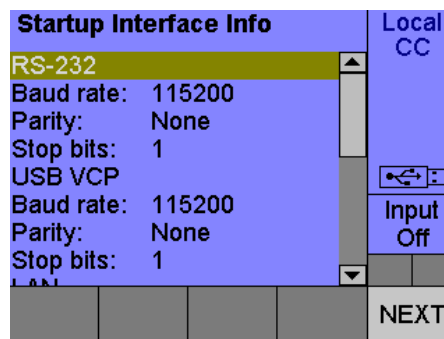 Startup Interface Info
RS-232
Baud rate: 115200
Parity: None
Stop bits: 1
USB VCP
Baud rate: 115200
Parity: None
Stop bits: 1
LAN
Local
CC
Input
Off
NEXT